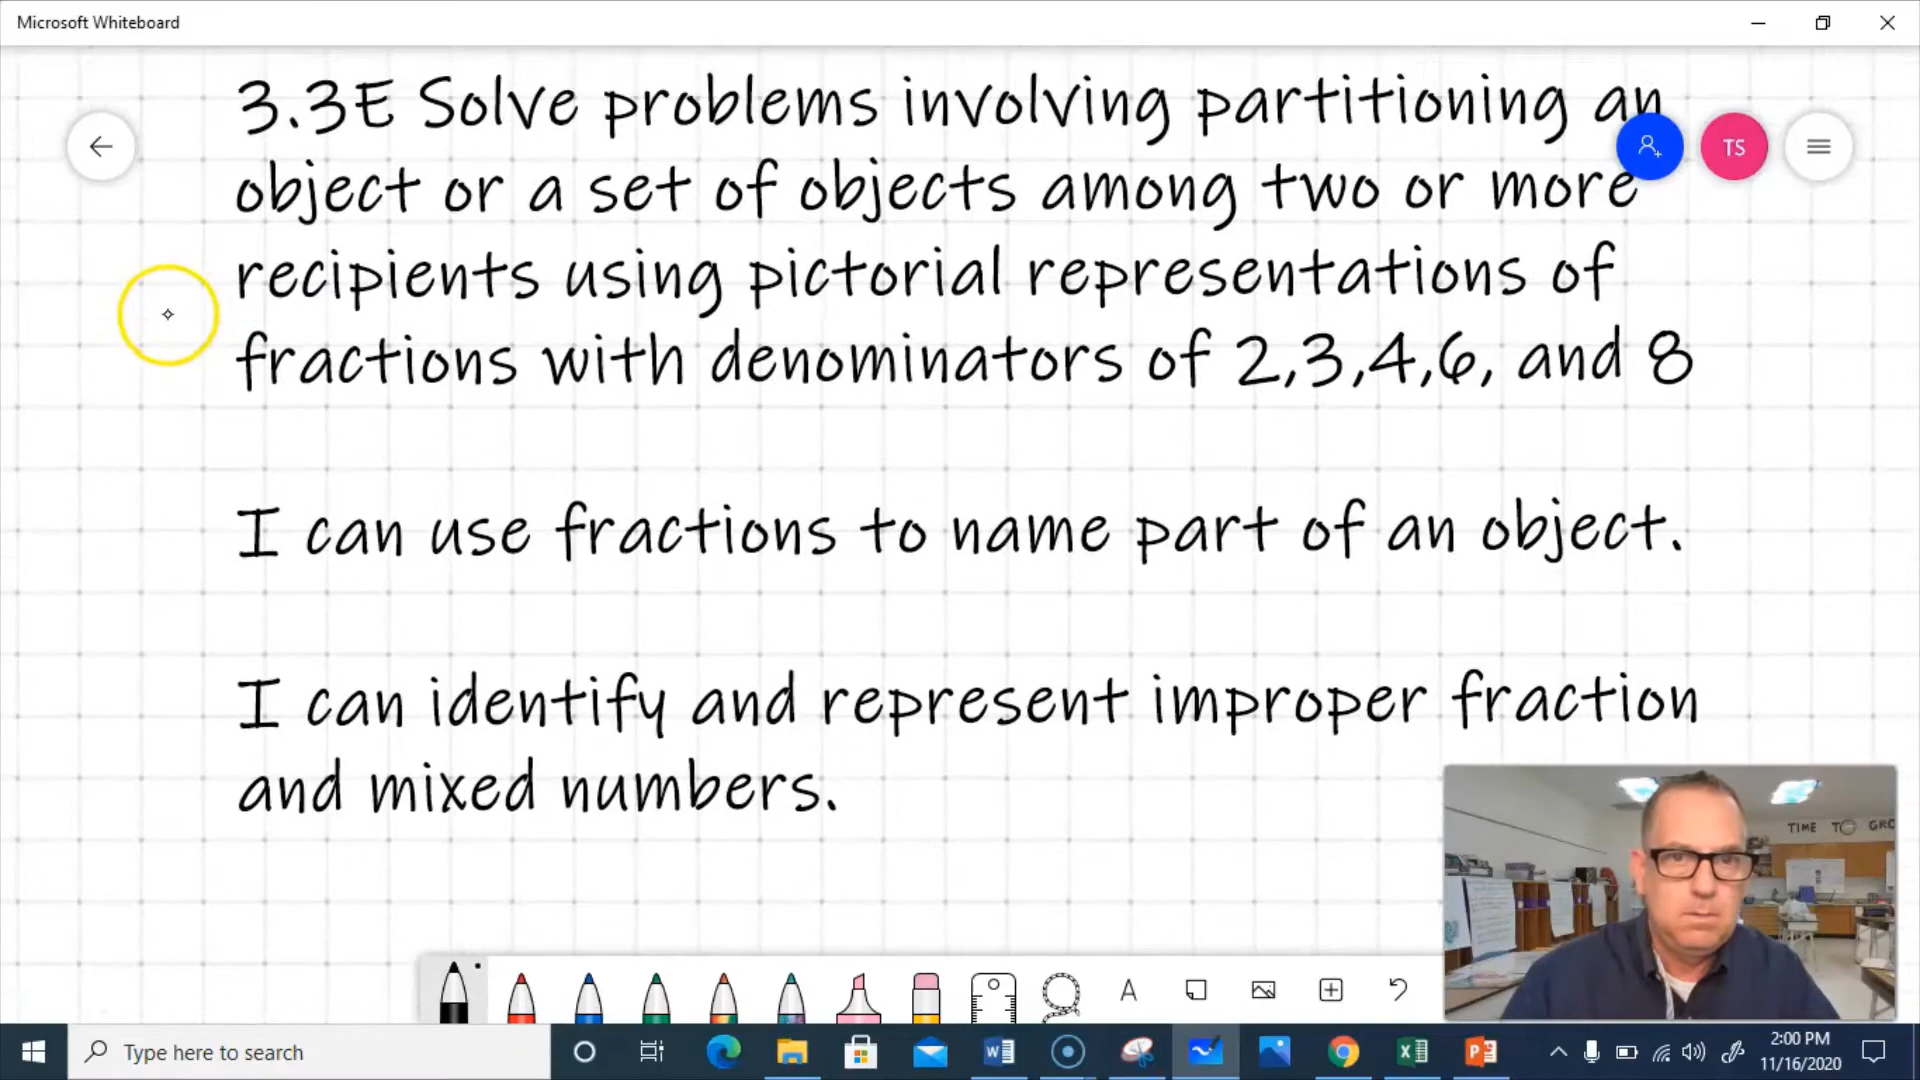 Microsoft Whiteboard
3.3E Solve problems involving partitioning an
TS
object or a set of objects among two or more
recipients using pictorial representations of
fractions with denominators of 2,3,4,6, and 8
I can use fractions to name part of an object.
I can identify and represent improper fraction
and mixed numbers.
TIME TO GRO
A
Type here to search
2:00 PM
11/16/2020